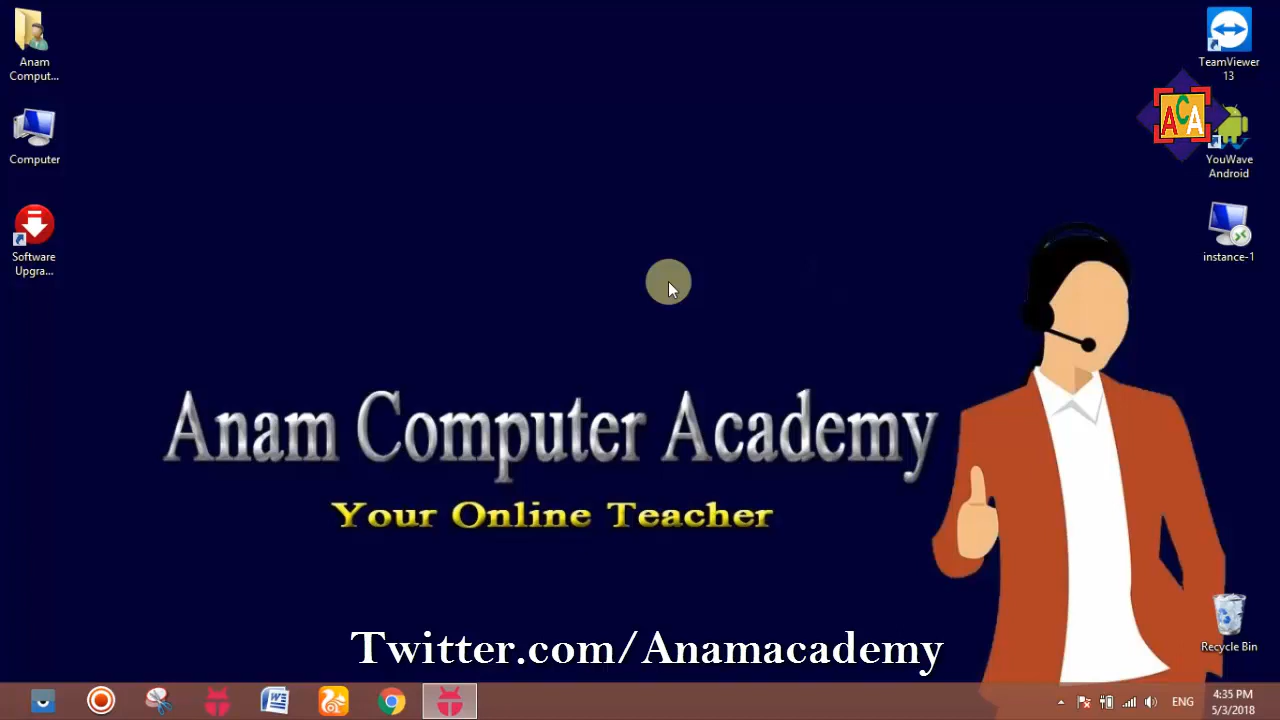 Anam
Comput...
Computer
Software
Upgra...
TeamViewer
13
ACA
YouWave
Android
instance-1
Anam Computer Academy
Your Online Teacher
Twitter.com/Anamacademy
Recycle Bin
W
ENG
4:35 PM
5/3/2018